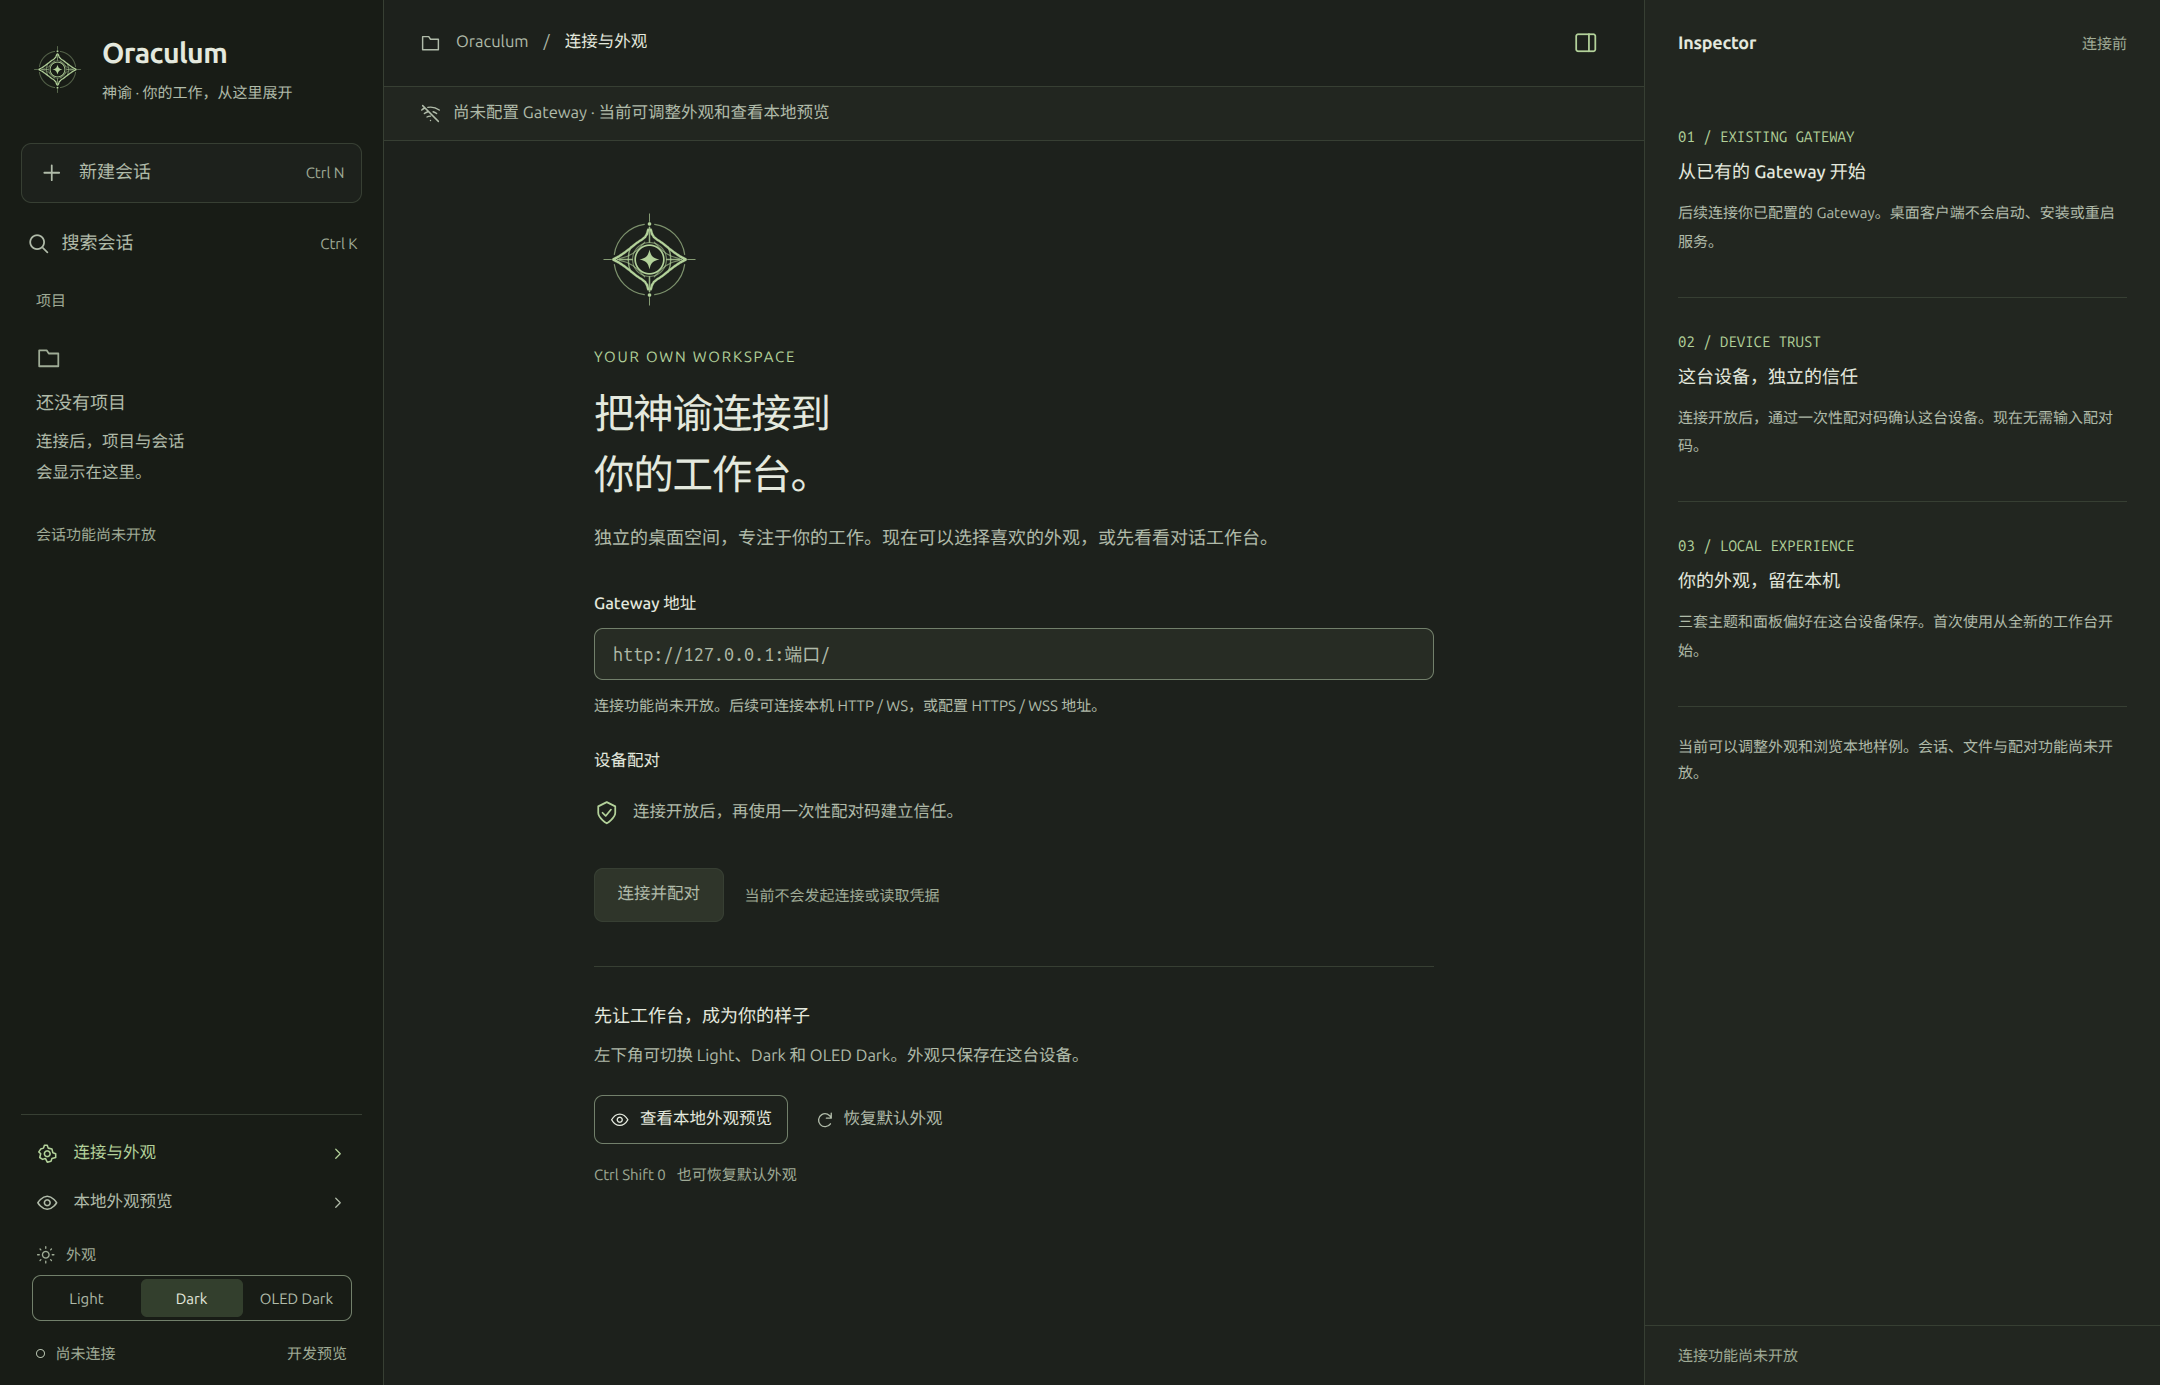 Oraculum
神谕 · 你的工作，从这里展开
新建会话 Ctrl N
搜索会话 Ctrl K
项目
还没有项目
连接后，项目与会话
会显示在这里。
会话功能尚未开放
连接与外观
本地外观预览
外观
Light Dark OLED Dark
尚未连接 开发预览
Oraculum / 连接与外观
尚未配置 Gateway · 当前可调整外观和查看本地预览
YOUR OWN WORKSPACE
把神谕连接到
你的工作台。
独立的桌面空间，专注于你的工作。现在可以选择喜欢的外观，或先看看对话工作台。
Gateway 地址
http://127.0.0.1:端口/
连接功能尚未开放。后续可连接本机 HTTP / WS，或配置 HTTPS / WSS 地址。
设备配对
连接开放后，再使用一次性配对码建立信任。
连接并配对 当前不会发起连接或读取凭据
先让工作台，成为你的样子
左下角可切换 Light、Dark 和 OLED Dark。外观只保存在这台设备。
查看本地外观预览 恢复默认外观
Ctrl Shift 0 也可恢复默认外观
Inspector 连接前
01 / EXISTING GATEWAY
从已有的 Gateway 开始
后续连接你已配置的 Gateway。桌面客户端不会启动、安装或重启
服务。
02 / DEVICE TRUST
这台设备，独立的信任
连接开放后，通过一次性配对码确认这台设备。现在无需输入配对
码。
03 / LOCAL EXPERIENCE
你的外观，留在本机
三套主题和面板偏好在这台设备保存。首次使用从全新的工作台开
始。
当前可以调整外观和浏览本地样例。会话、文件与配对功能尚未开
放。
连接功能尚未开放